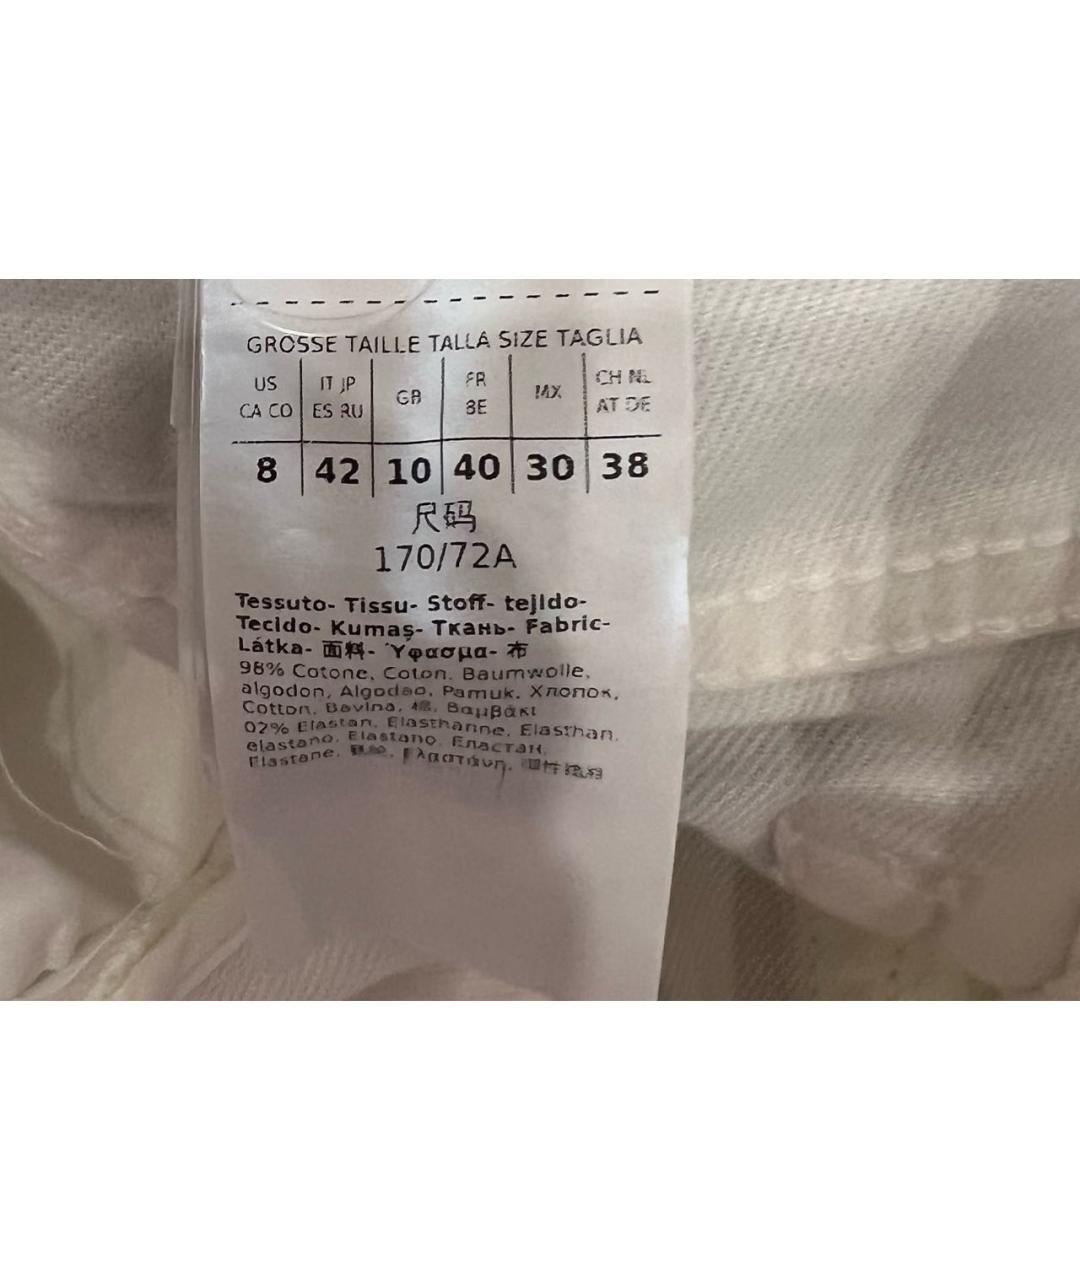 GROSSE TAILLE TALLA SIZE TAGLIA
US IT JP GB FR MX CH NL
CA CO ES RU BE AT DE
8 42 10 40 30 38
尺码
170/72A
Tessuto- Tissu- Stoff- tejido-
Tecido- Kumaş- Ткань- Fabric-
Látka- 面料- Ύφασμα- 布
98% Cotone, Coton, Baumwolle,
algodon, Algodao, Pamuk, Хлопок,
Cotton, Bavlna, 棉, Βαμβάκι
02% Elastan, Elasthanne, Elasthan,
elastano, Elastano, Еластан,
Elastane, Ελαστάνη,